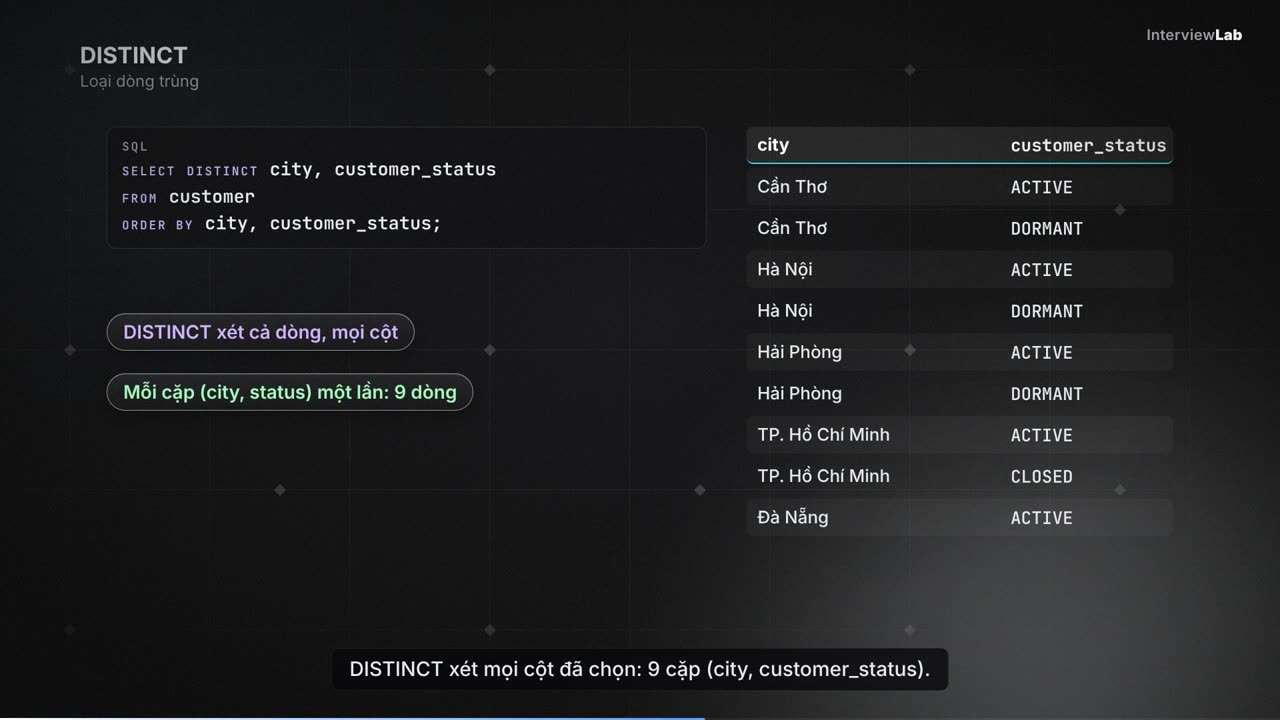 DISTINCT
Loại dòng trùng
InterviewLab
SQL
SELECT DISTINCT city, customer_status
FROM customer
ORDER BY city, customer_status;
DISTINCT xét cả dòng, mọi cột
Mỗi cặp (city, status) một lần: 9 dòng
city customer_status
Cần Thơ ACTIVE
Cần Thơ DORMANT
Hà Nội ACTIVE
Hà Nội DORMANT
Hải Phòng ACTIVE
Hải Phòng DORMANT
TP. Hồ Chí Minh ACTIVE
TP. Hồ Chí Minh CLOSED
Đà Nẵng ACTIVE
DISTINCT xét mọi cột đã chọn: 9 cặp (city, customer_status).